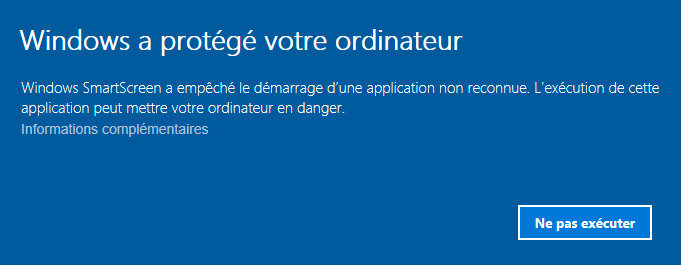 Windows a protégé votre ordinateur
Windows SmartScreen a empêché le démarrage d’une application non reconnue. L’exécution de cette
application peut mettre votre ordinateur en danger.
Informations complémentaires
Ne pas exécuter